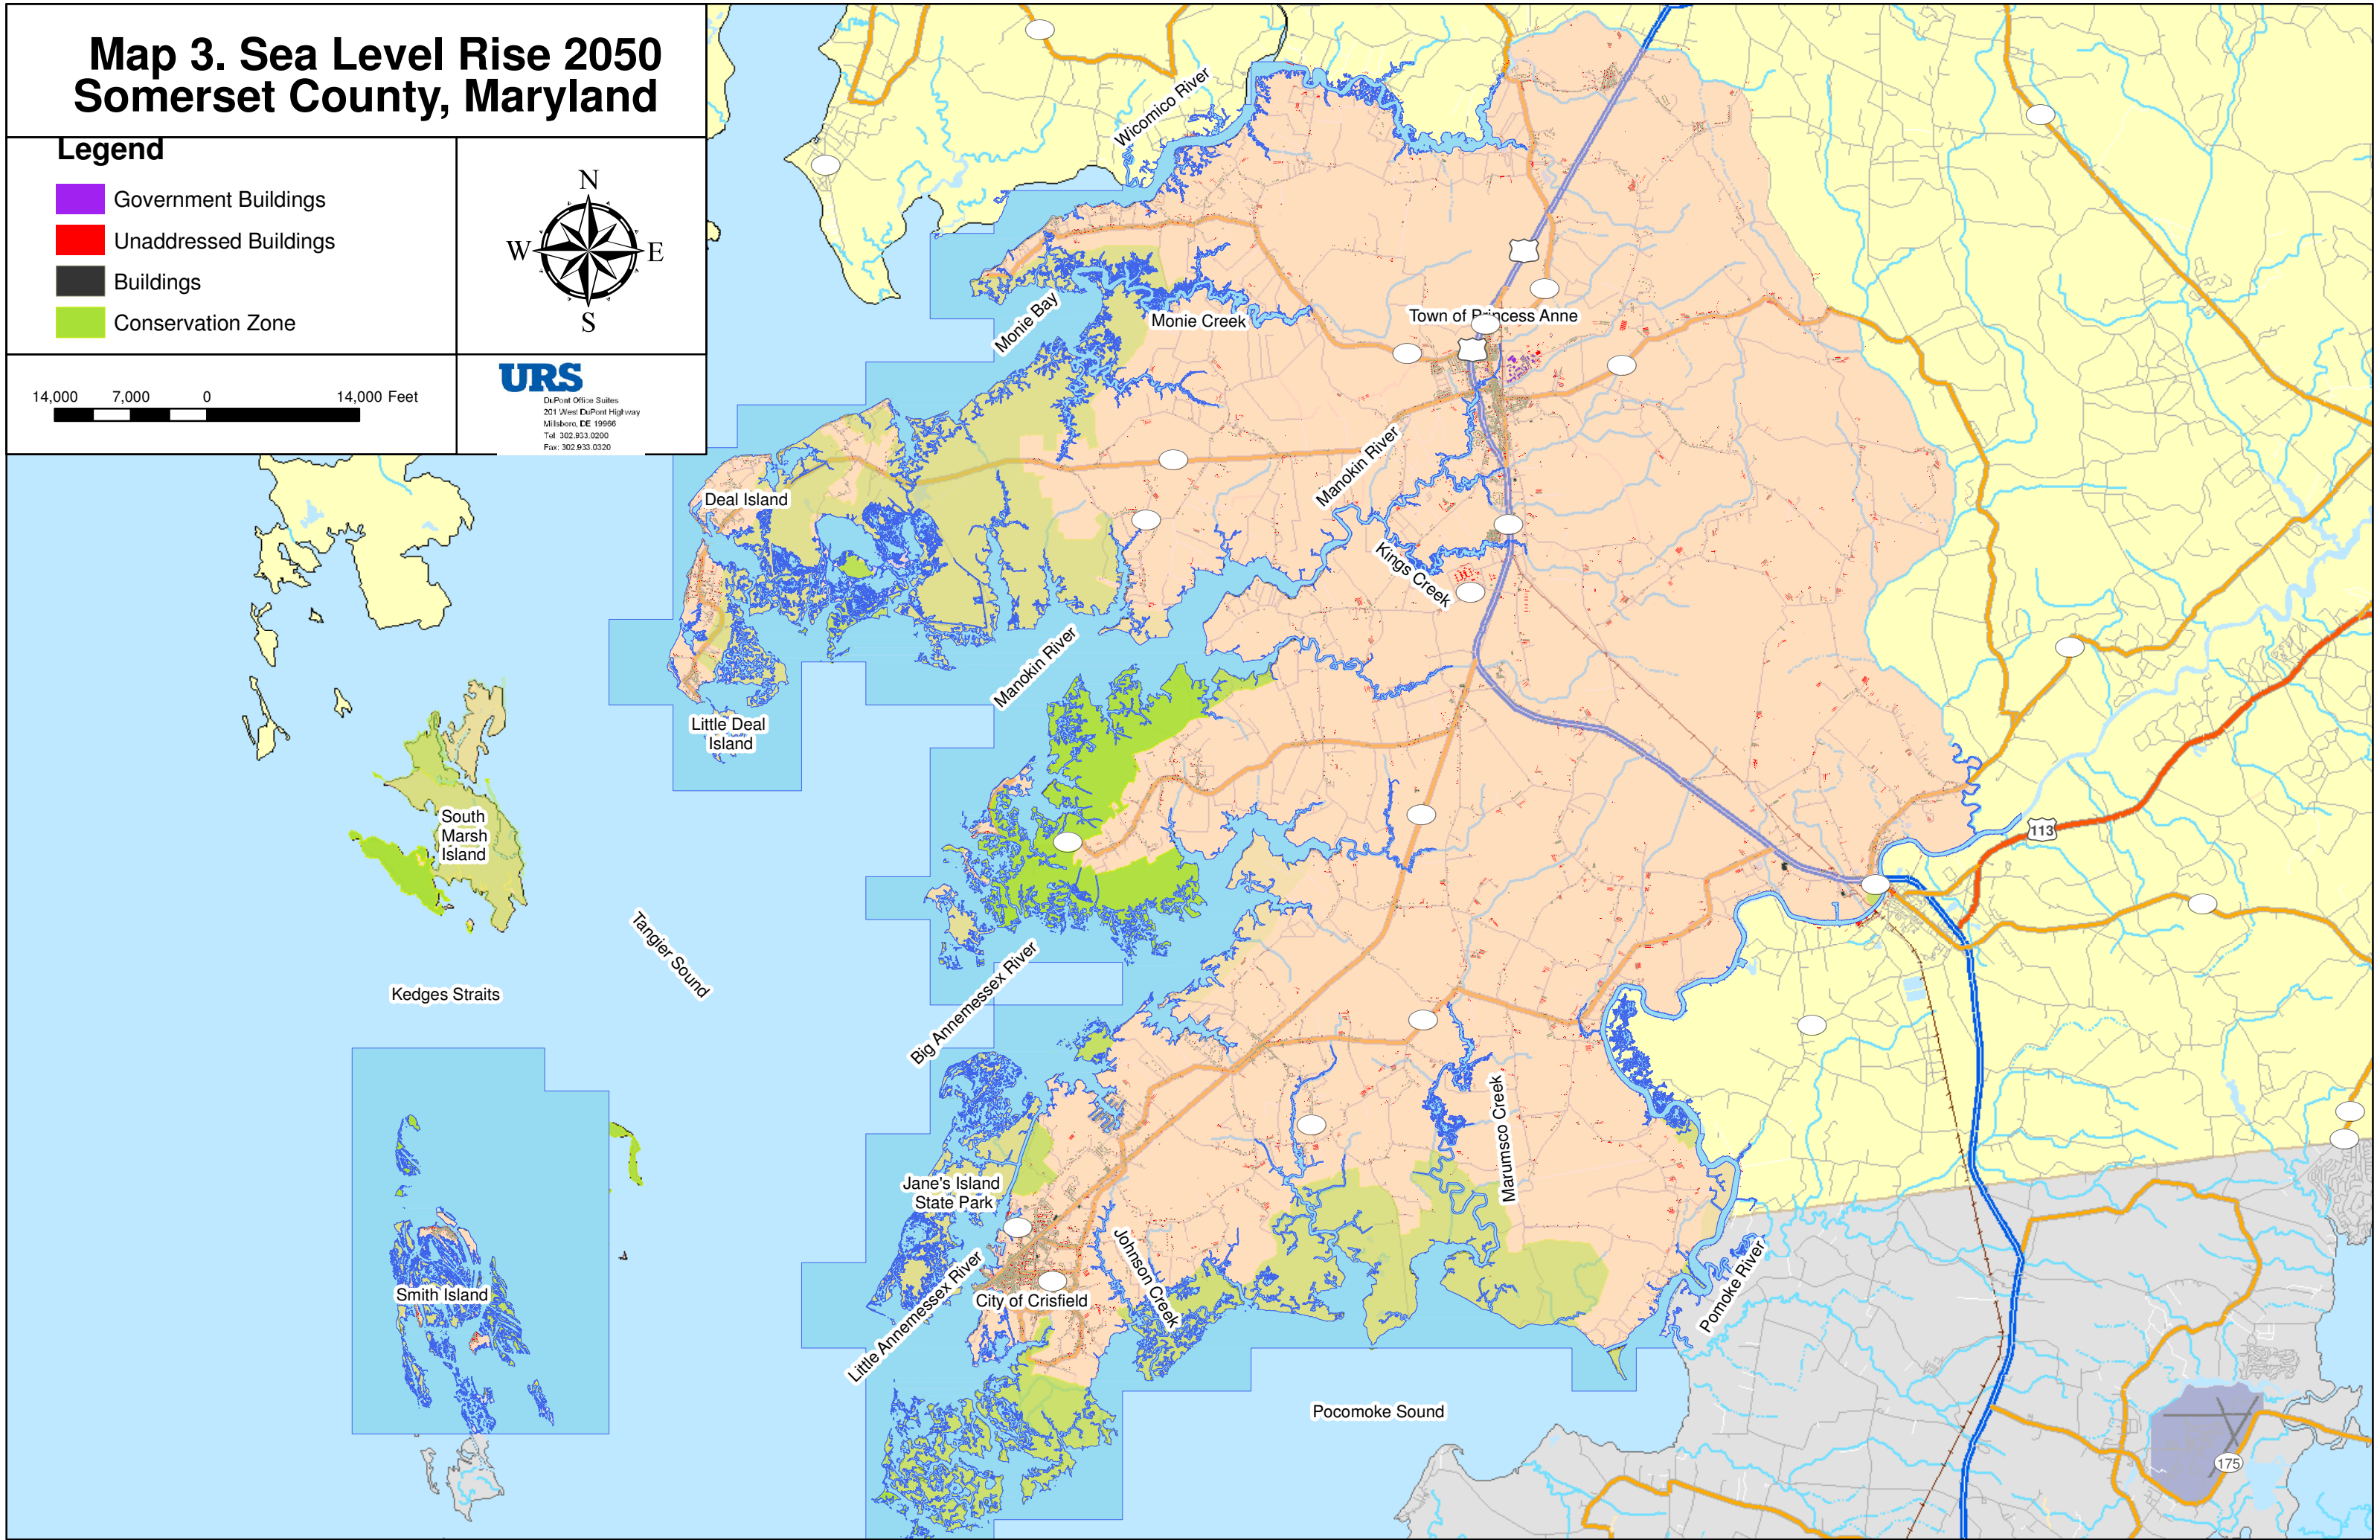 Map 3. Sea Level Rise 2050
Somerset County, Maryland
Legend
Government Buildings
Unaddressed Buildings
Buildings
Conservation Zone
N
W
E
S
14,000
7,000
0
14,000 Feet
URS
DuPont Office Suites
201 West DuPont Highway
Millsboro, DE 19966
Tel: 302.933.0200
Fax: 302.933.0320
Wicomico River
Monie Bay
Monie Creek
Town of Princess Anne
Manokin River
Deal Island
Kings Creek
Manokin River
Little Deal
Island
South
Marsh
Island
113
Tangier Sound
Kedges Straits
Big Annemessex River
Marumsco Creek
Jane's Island
State Park
Johnson Creek
Pomoke River
Smith Island
Little Annemessex River
City of Crisfield
Pocomoke Sound
175